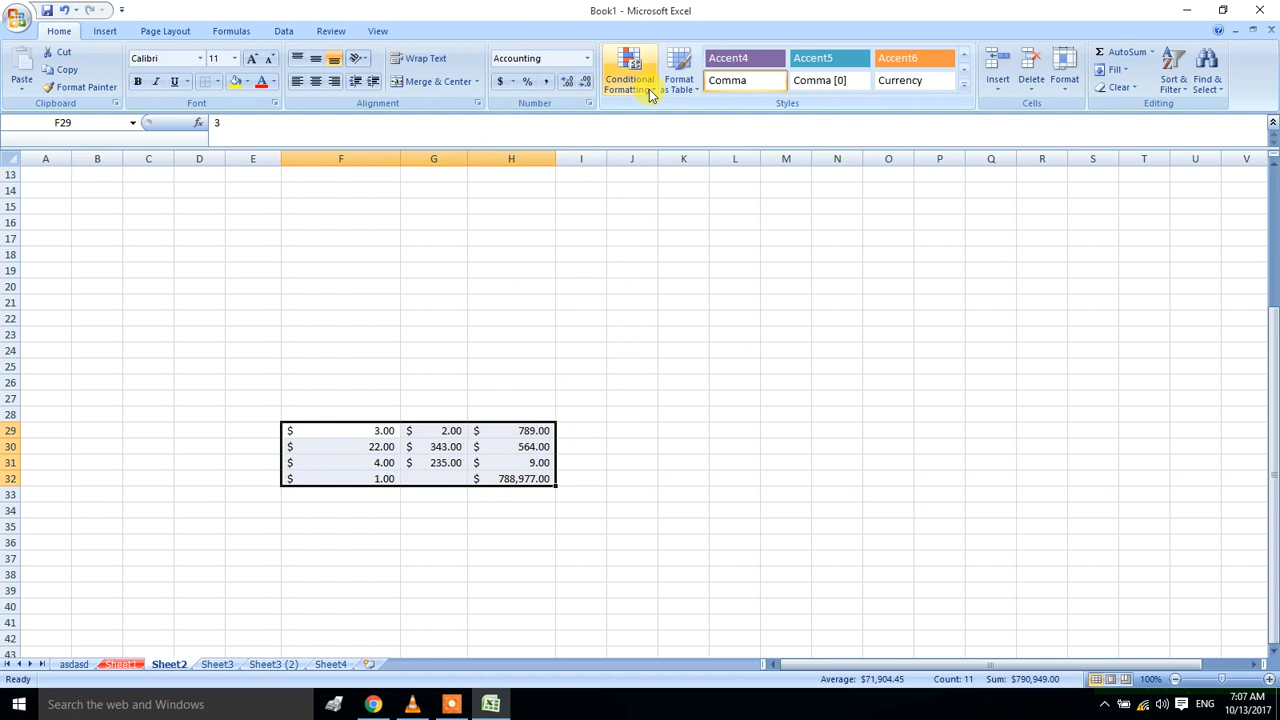 Book1 - Microsoft Excel
Home Insert Page Layout Formulas Data Review View
Paste Cut Copy Format Painter Clipboard
Calibri 11 A A B I U A Font
Wrap Text Merge & Center Alignment
Accounting $ % , .0 .00 .00 .0 Number
Conditional Formatting Format as Table Accent4 Accent5 Accent6
Comma Comma [0] Currency Styles
Insert Delete Format Cells
Σ AutoSum Fill Clear Sort & Filter Find & Select Editing
F29 fx 3
A B C D E F G H I J K L M N O P Q R S T U V
13
14
15
16
17
18
19
20
21
22
23
24
25
26
27
28
29 $ 3.00 $ 2.00 $ 789.00
30 $ 22.00 $ 343.00 $ 564.00
31 $ 4.00 $ 235.00 $ 9.00
32 $ 1.00 $ 788,977.00
33
34
35
36
37
38
39
40
41
42
43
asdasd Sheet1 Sheet2 Sheet3 Sheet3 (2) Sheet4
Ready Average: $71,904.45 Count: 11 Sum: $790,949.00 100%
Search the web and Windows ENG 7:07 AM
10/13/2017